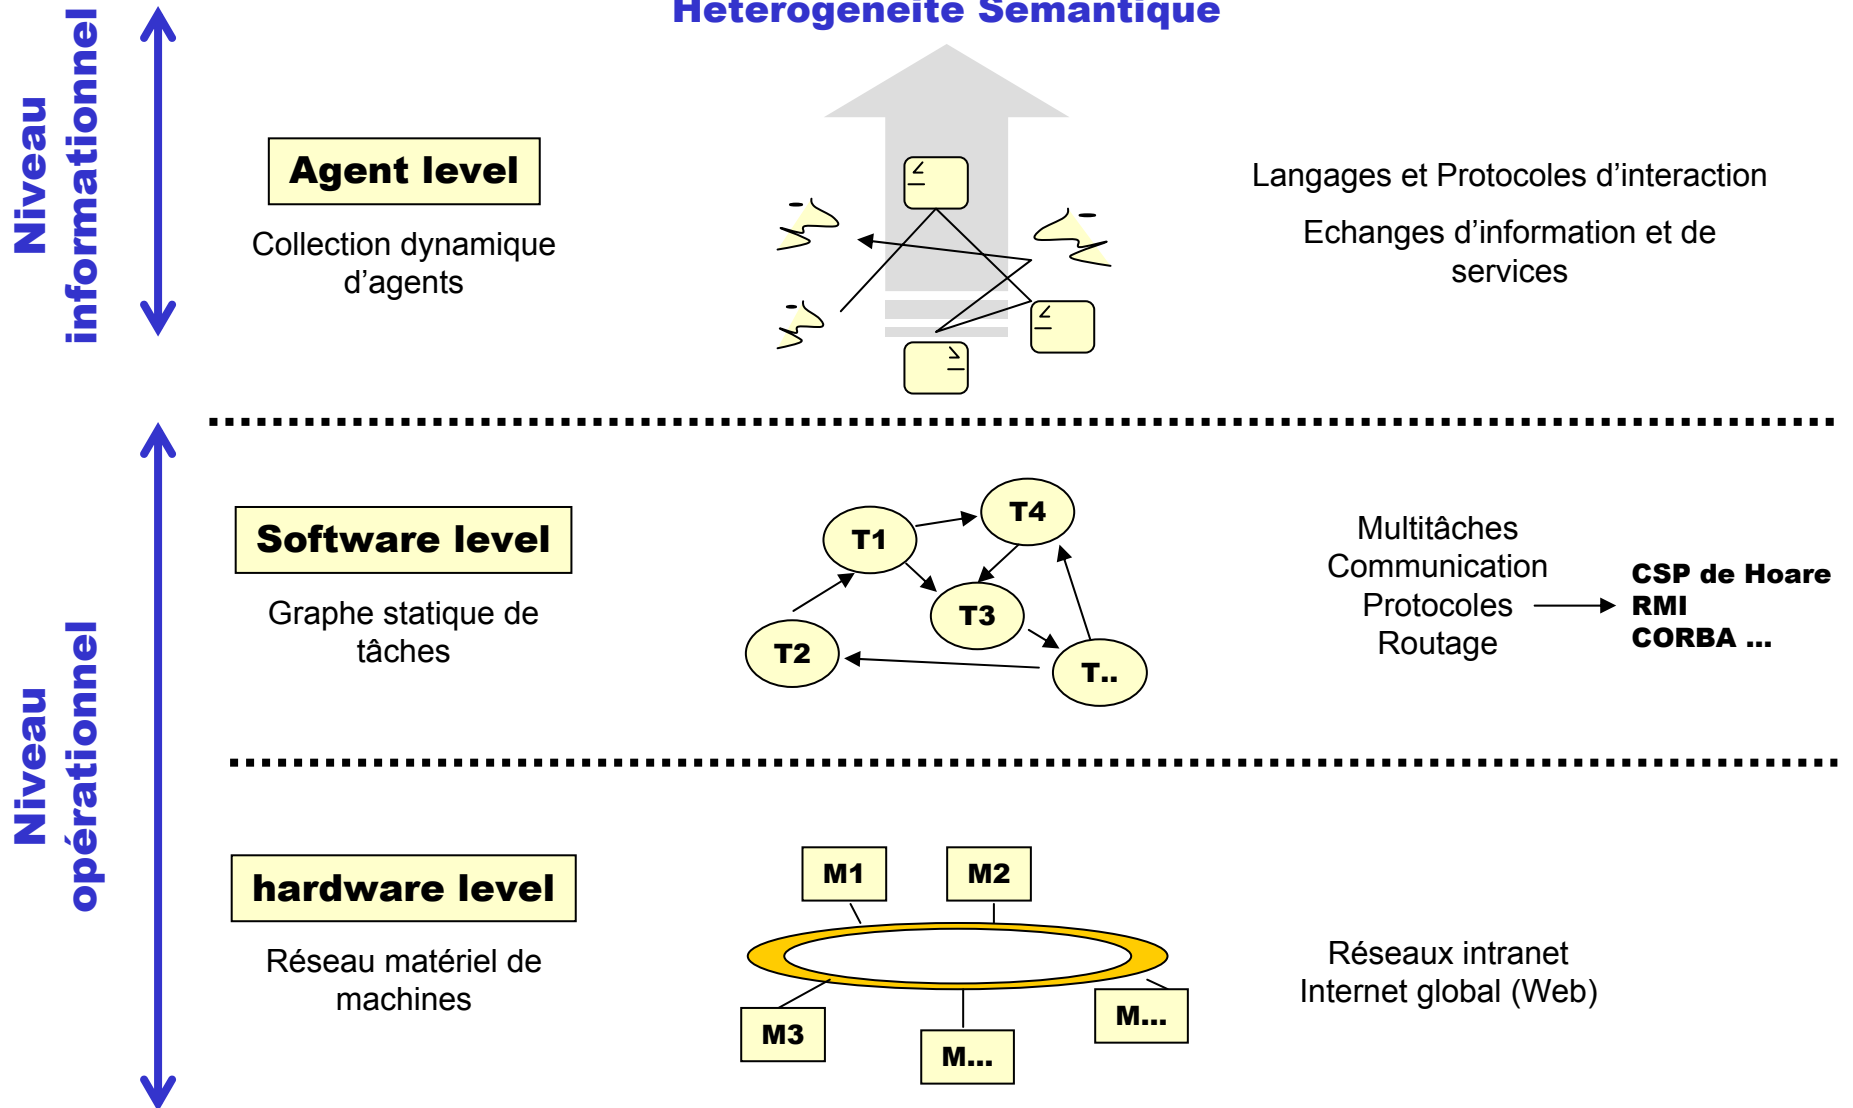 Hétérogénéité Sémantique
Niveau
informationnel
Agent level
Collection dynamique
d’agents
Langages et Protocoles d’interaction
Echanges d’information et de
services
Niveau
opérationnel
Software level
Graphe statique de
tâches
T1
T4
T3
T2
T..
Multitâches
Communication
Protocoles
Routage
CSP de Hoare
RMI
CORBA ...
hardware level
Réseau matériel de
machines
M1
M2
M3
M...
M...
Réseaux intranet
Internet global (Web)